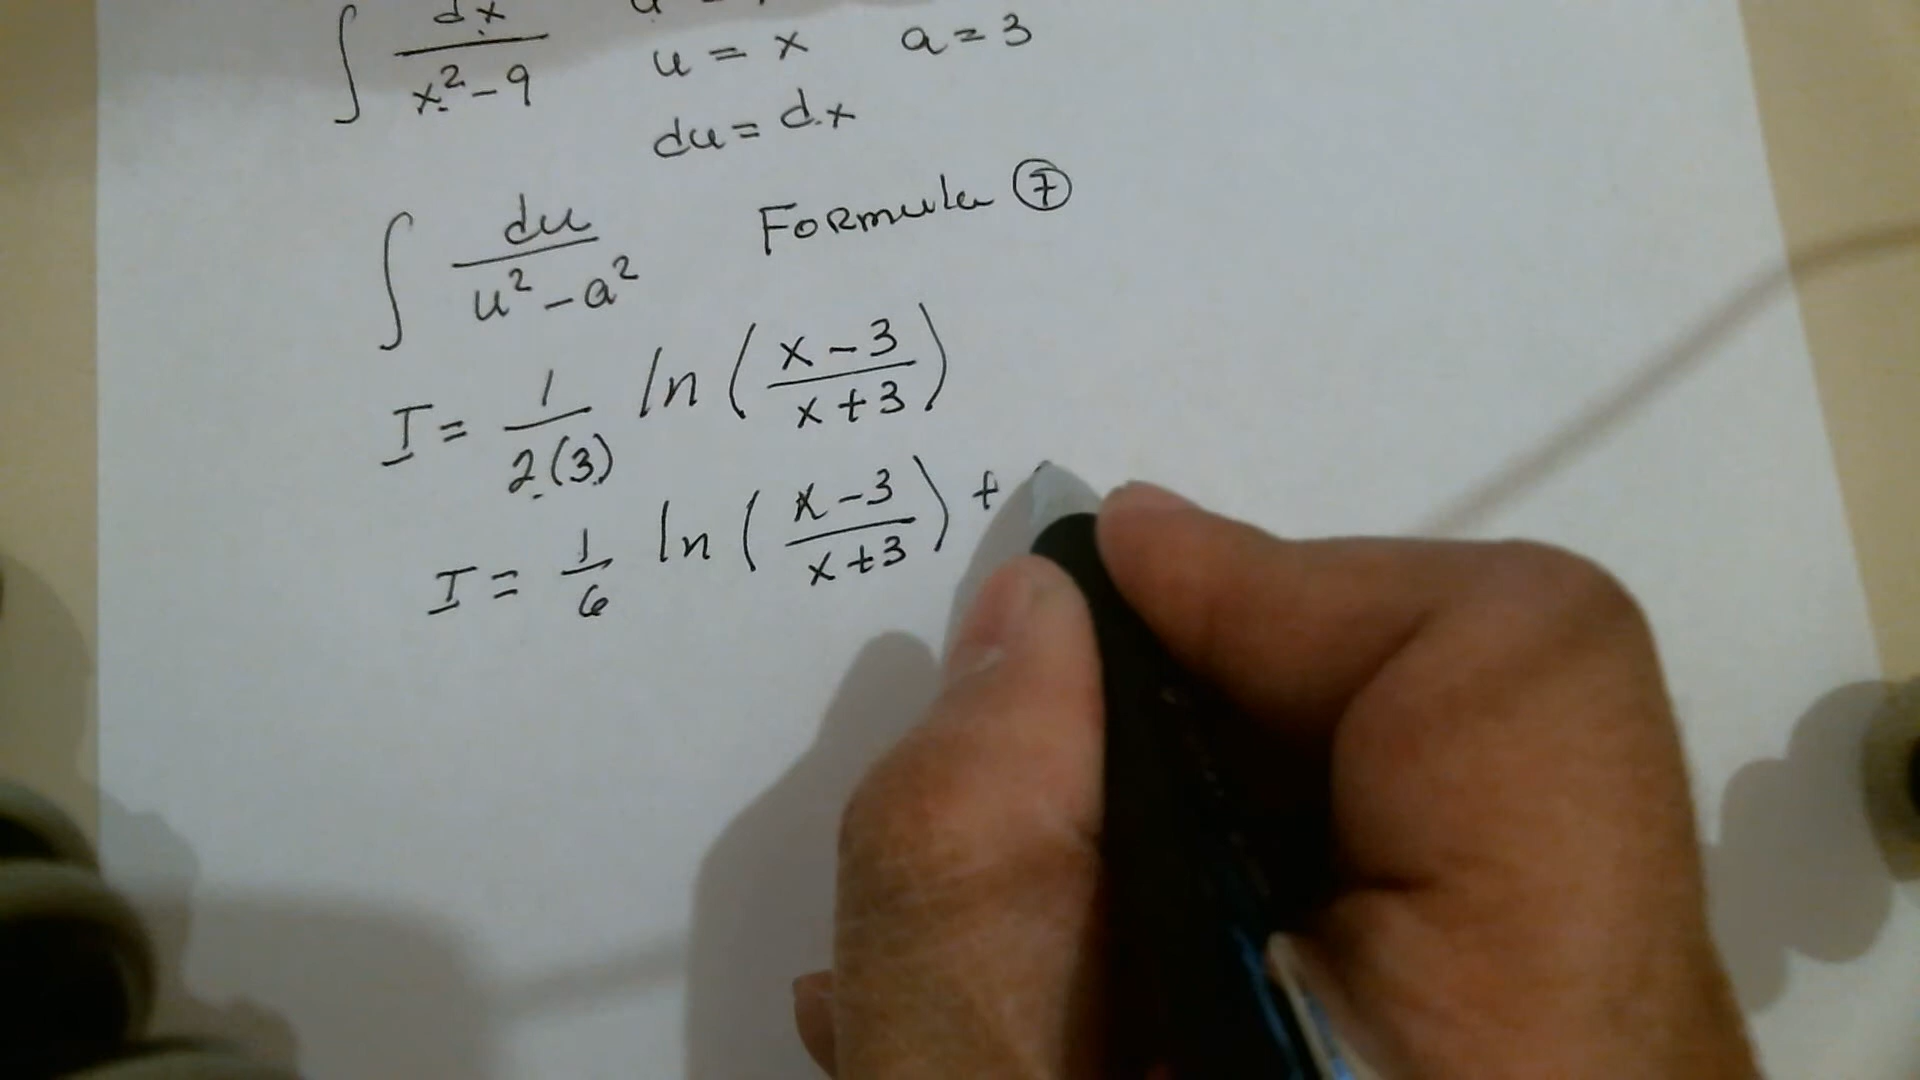 ∫ dx / x² - 9   u = x   a = 3
du = dx
∫ du / u² - a²   Formula ⑦
I = 1 / 2(3) ln ( x - 3 / x + 3 )
I = 1 / 6 ln ( x - 3 / x + 3 ) +